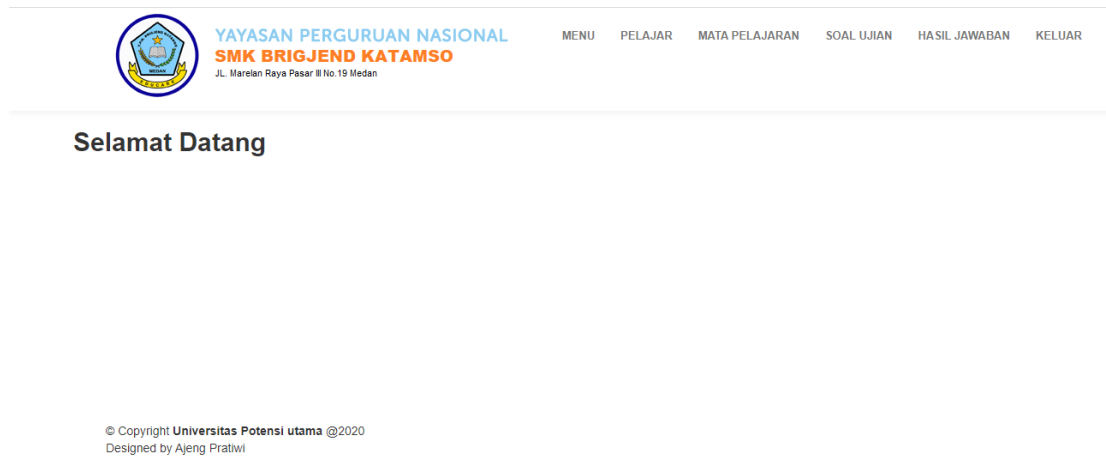 YAYASAN PERGURUAN NASIONAL
SMK BRIGJEND KATAMSO
JL. Marelan Raya Pasar III No.19 Medan
MENU PELAJAR MATA PELAJARAN SOAL UJIAN HASIL JAWABAN KELUAR
MEDAN
Selamat Datang
© Copyright Universitas Potensi utama @2020
Designed by Ajeng Pratiwi